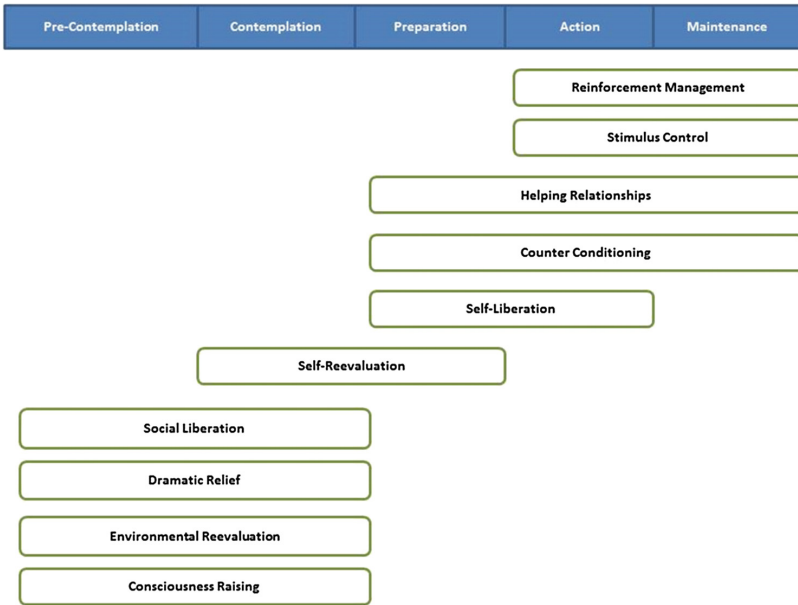 Pre-Contemplation Contemplation Preparation Action Maintenance
Reinforcement Management
Stimulus Control
Helping Relationships
Counter Conditioning
Self-Liberation
Self-Reevaluation
Social Liberation
Dramatic Relief
Environmental Reevaluation
Consciousness Raising